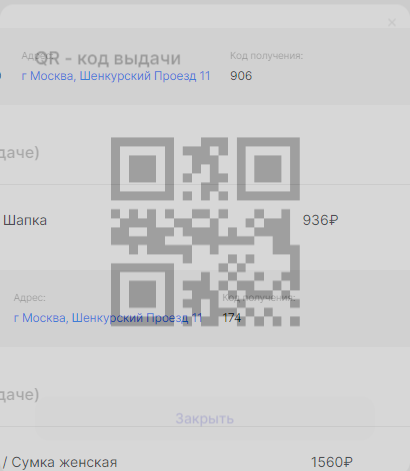 ×
Адрес:
QR - код выдачи
Код получения:
г Москва, Шенкурский Проезд 11
906
даче)
Шапка
936₽
Адрес:
Код получения:
г Москва, Шенкурский Проезд 11
174
даче)
Закрыть
/ Сумка женская
1560₽